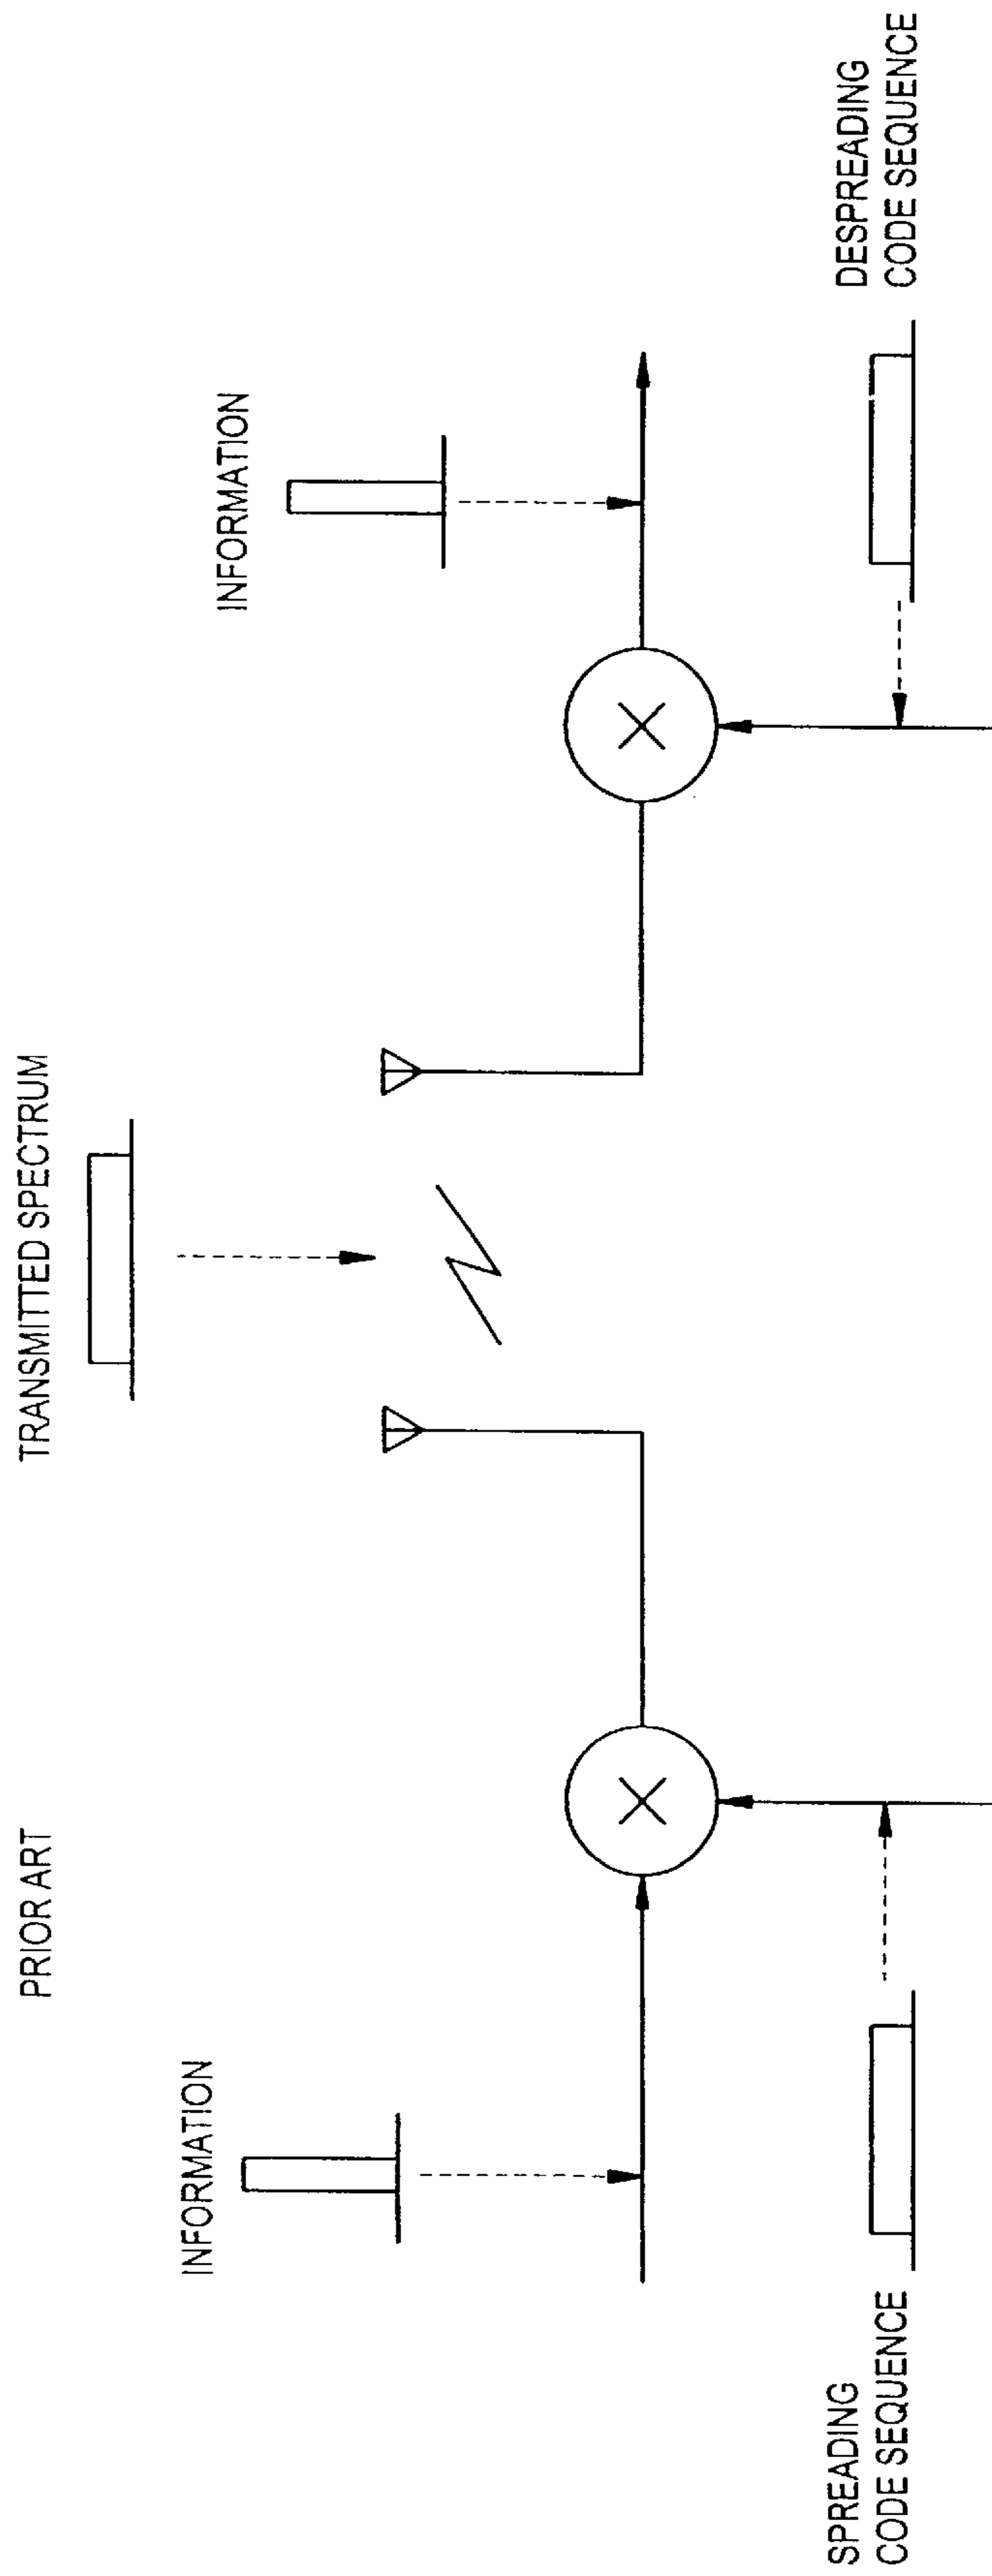 PRIOR ART
TRANSMITTED SPECTRUM
INFORMATION
INFORMATION
SPREADING
CODE SEQUENCE
DESPREADING
CODE SEQUENCE